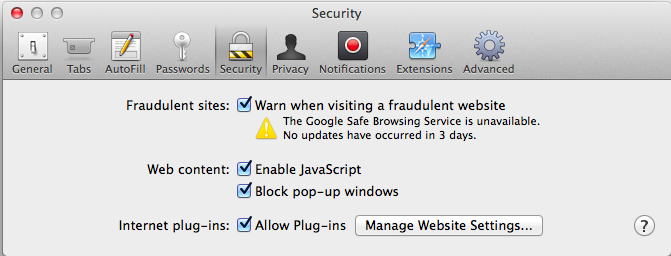 Security
General Tabs AutoFill Passwords Security Privacy Notifications Extensions Advanced
Fraudulent sites: Warn when visiting a fraudulent website
The Google Safe Browsing Service is unavailable.
No updates have occurred in 3 days.
Web content: Enable JavaScript
Block pop-up windows
Internet plug-ins: Allow Plug-ins Manage Website Settings... ?